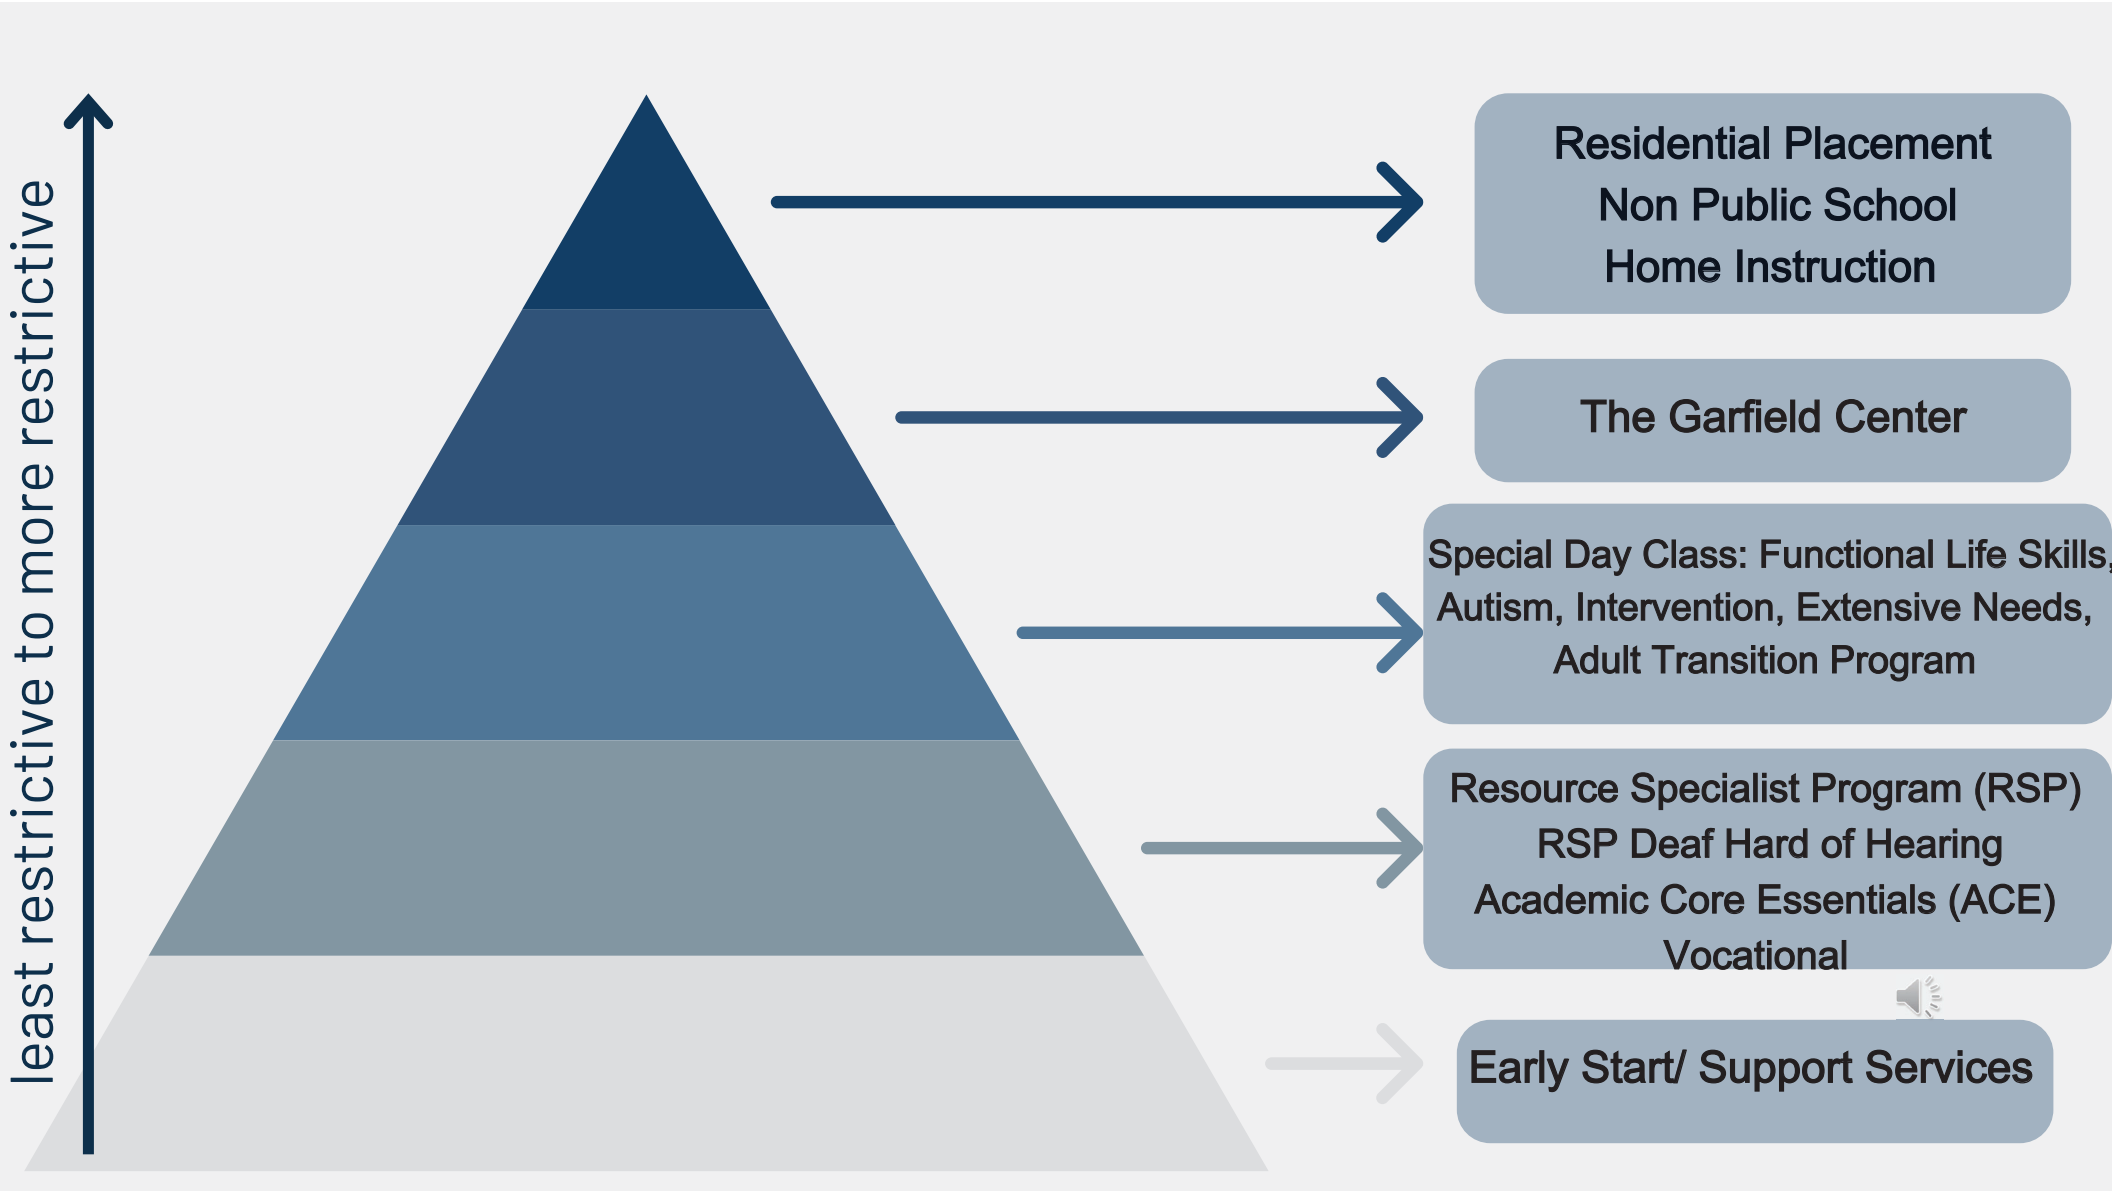 least restrictive to more restrictive
Residential Placement
Non Public School
Home Instruction
The Garfield Center
Special Day Class: Functional Life Skills,
Autism, Intervention, Extensive Needs,
Adult Transition Program
Resource Specialist Program (RSP)
RSP Deaf Hard of Hearing
Academic Core Essentials (ACE)
Vocational
Early Start/ Support Services